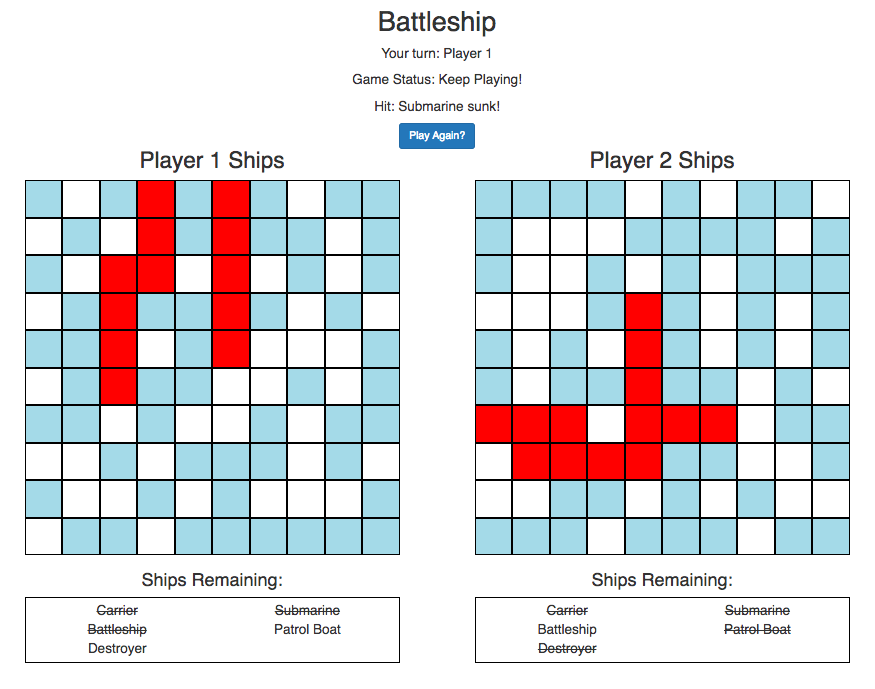 Battleship
Your turn: Player 1
Game Status: Keep Playing!
Hit: Submarine sunk!
Play Again?
Player 1 Ships
Player 2 Ships
Ships Remaining:
Carrier
Submarine
Battleship
Patrol Boat
Destroyer
Ships Remaining:
Carrier
Submarine
Battleship
Patrol Boat
Destroyer